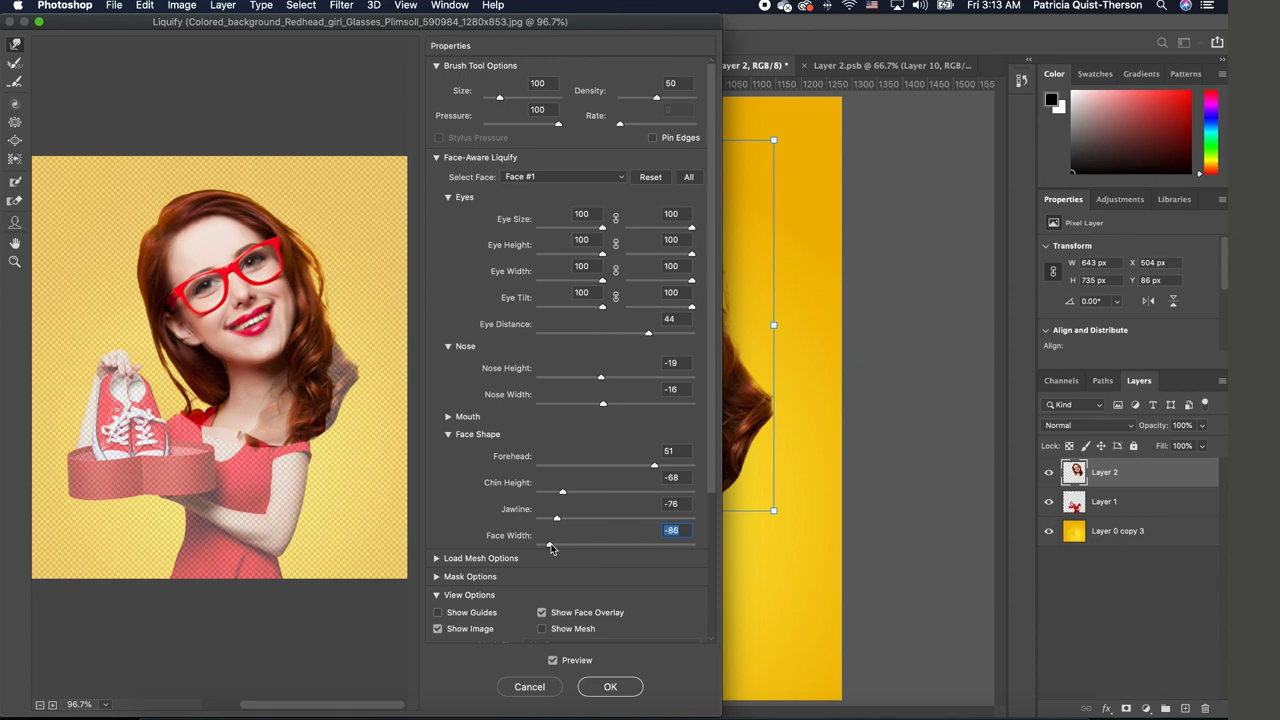 Photoshop File Edit Image Layer Type Select Filter 3D View Window Help Fri 3:13 AM Patricia Quist-Therson
Liquify (Colored_background_Redhead_girl_Glasses_Plimsoll_590984_1280x853.jpg @ 96.7%)
Properties
ayer 2, RGB/8) * × Layer 2.psb @ 66.7% (Layer 10, RGB/...
1050 1100 1150 1200 1250 1300 1350 1400 1450 1500 155
Brush Tool Options
Size: 100 Density: 50
Pressure: 100 Rate: 0
Stylus Pressure Pin Edges
Face-Aware Liquify
Select Face: Face #1 Reset All
Eyes
Eye Size: 100 100
Eye Height: 100 100
Eye Width: 100 100
Eye Tilt: 100 100
Eye Distance: 44
Nose
Nose Height: -19
Nose Width: -16
Mouth
Face Shape
Forehead: 51
Chin Height: -68
Jawline: -76
Face Width: -86
Load Mesh Options
Mask Options
View Options
Show Guides Show Face Overlay
Show Image Show Mesh
Preview
Cancel OK
96.7%
Color Swatches Gradients Patterns
Properties Adjustments Libraries
Pixel Layer
Transform
W 643 px X 504 px
H 735 px Y 86 px
0.00°
Align and Distribute
Align:
Channels Paths Layers
Kind
Normal Opacity: 100%
Lock: Fill: 100%
Layer 2
Layer 1
Layer 0 copy 3
fx